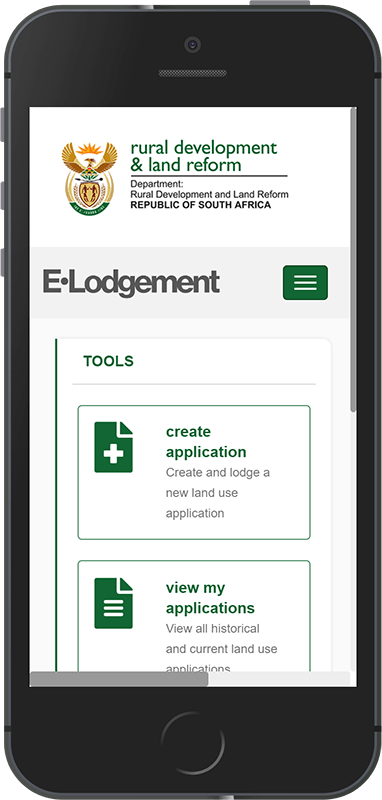 rural development
& land reform
Department:
Rural Development and Land Reform
REPUBLIC OF SOUTH AFRICA
E•Lodgement
TOOLS
create
application
Create and lodge a
new land use
application
view my
applications
View all historical
and current land use
applications